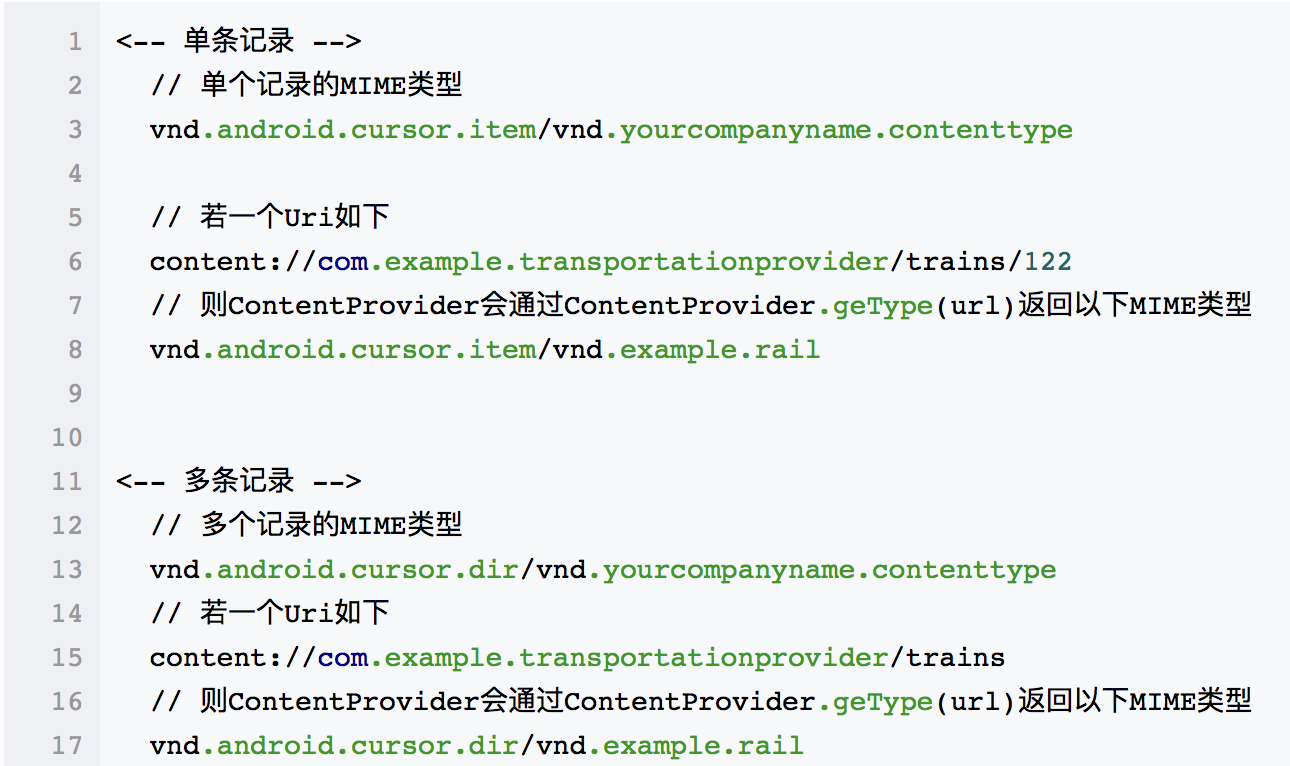 1 <-- 单条记录 -->
2 // 单个记录的MIME类型
3 vnd.android.cursor.item/vnd.yourcompanyname.contenttype
4
5 // 若一个Uri如下
6 content://com.example.transportationprovider/trains/122
7 // 则ContentProvider会通过ContentProvider.geType(url)返回以下MIME类型
8 vnd.android.cursor.item/vnd.example.rail
9
10
11 <-- 多条记录 -->
12 // 多个记录的MIME类型
13 vnd.android.cursor.dir/vnd.yourcompanyname.contenttype
14 // 若一个Uri如下
15 content://com.example.transportationprovider/trains
16 // 则ContentProvider会通过ContentProvider.geType(url)返回以下MIME类型
17 vnd.android.cursor.dir/vnd.example.rail